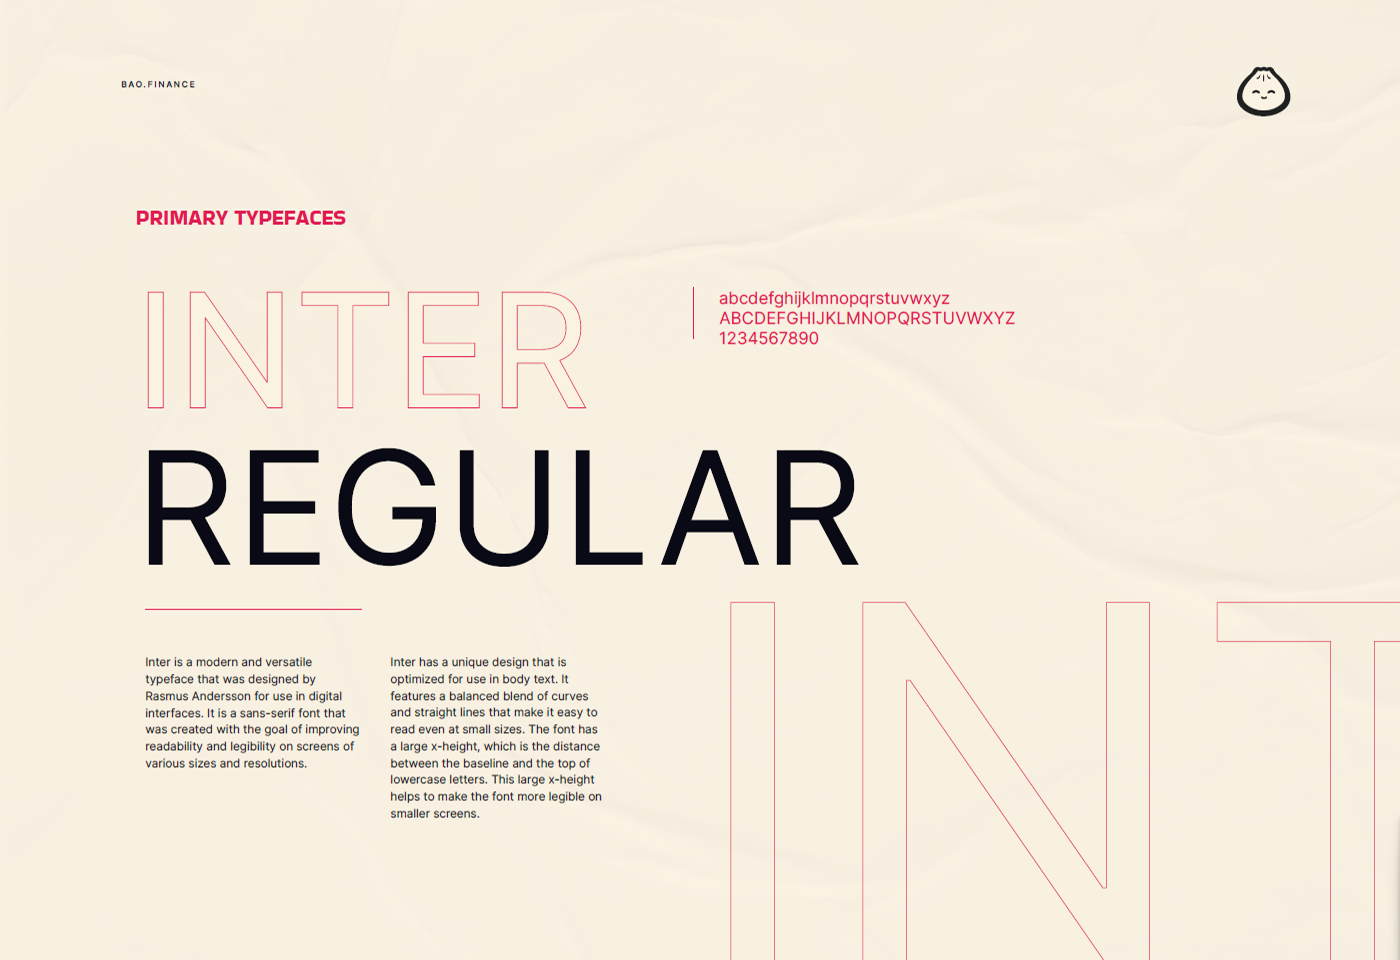 BAO.FINANCE
PRIMARY TYPEFACES
INTER
abcdefghijklmnopqrstuvwxyz
ABCDEFGHIJKLMNOPQRSTUVWXYZ
1234567890
REGULAR
Inter is a modern and versatile
typeface that was designed by
Rasmus Andersson for use in digital
interfaces. It is a sans-serif font that
was created with the goal of improving
readability and legibility on screens of
various sizes and resolutions.
Inter has a unique design that is
optimized for use in body text. It
features a balanced blend of curves
and straight lines that make it easy to
read even at small sizes. The font has
a large x-height, which is the distance
between the baseline and the top of
lowercase letters. This large x-height
helps to make the font more legible on
smaller screens.
INT